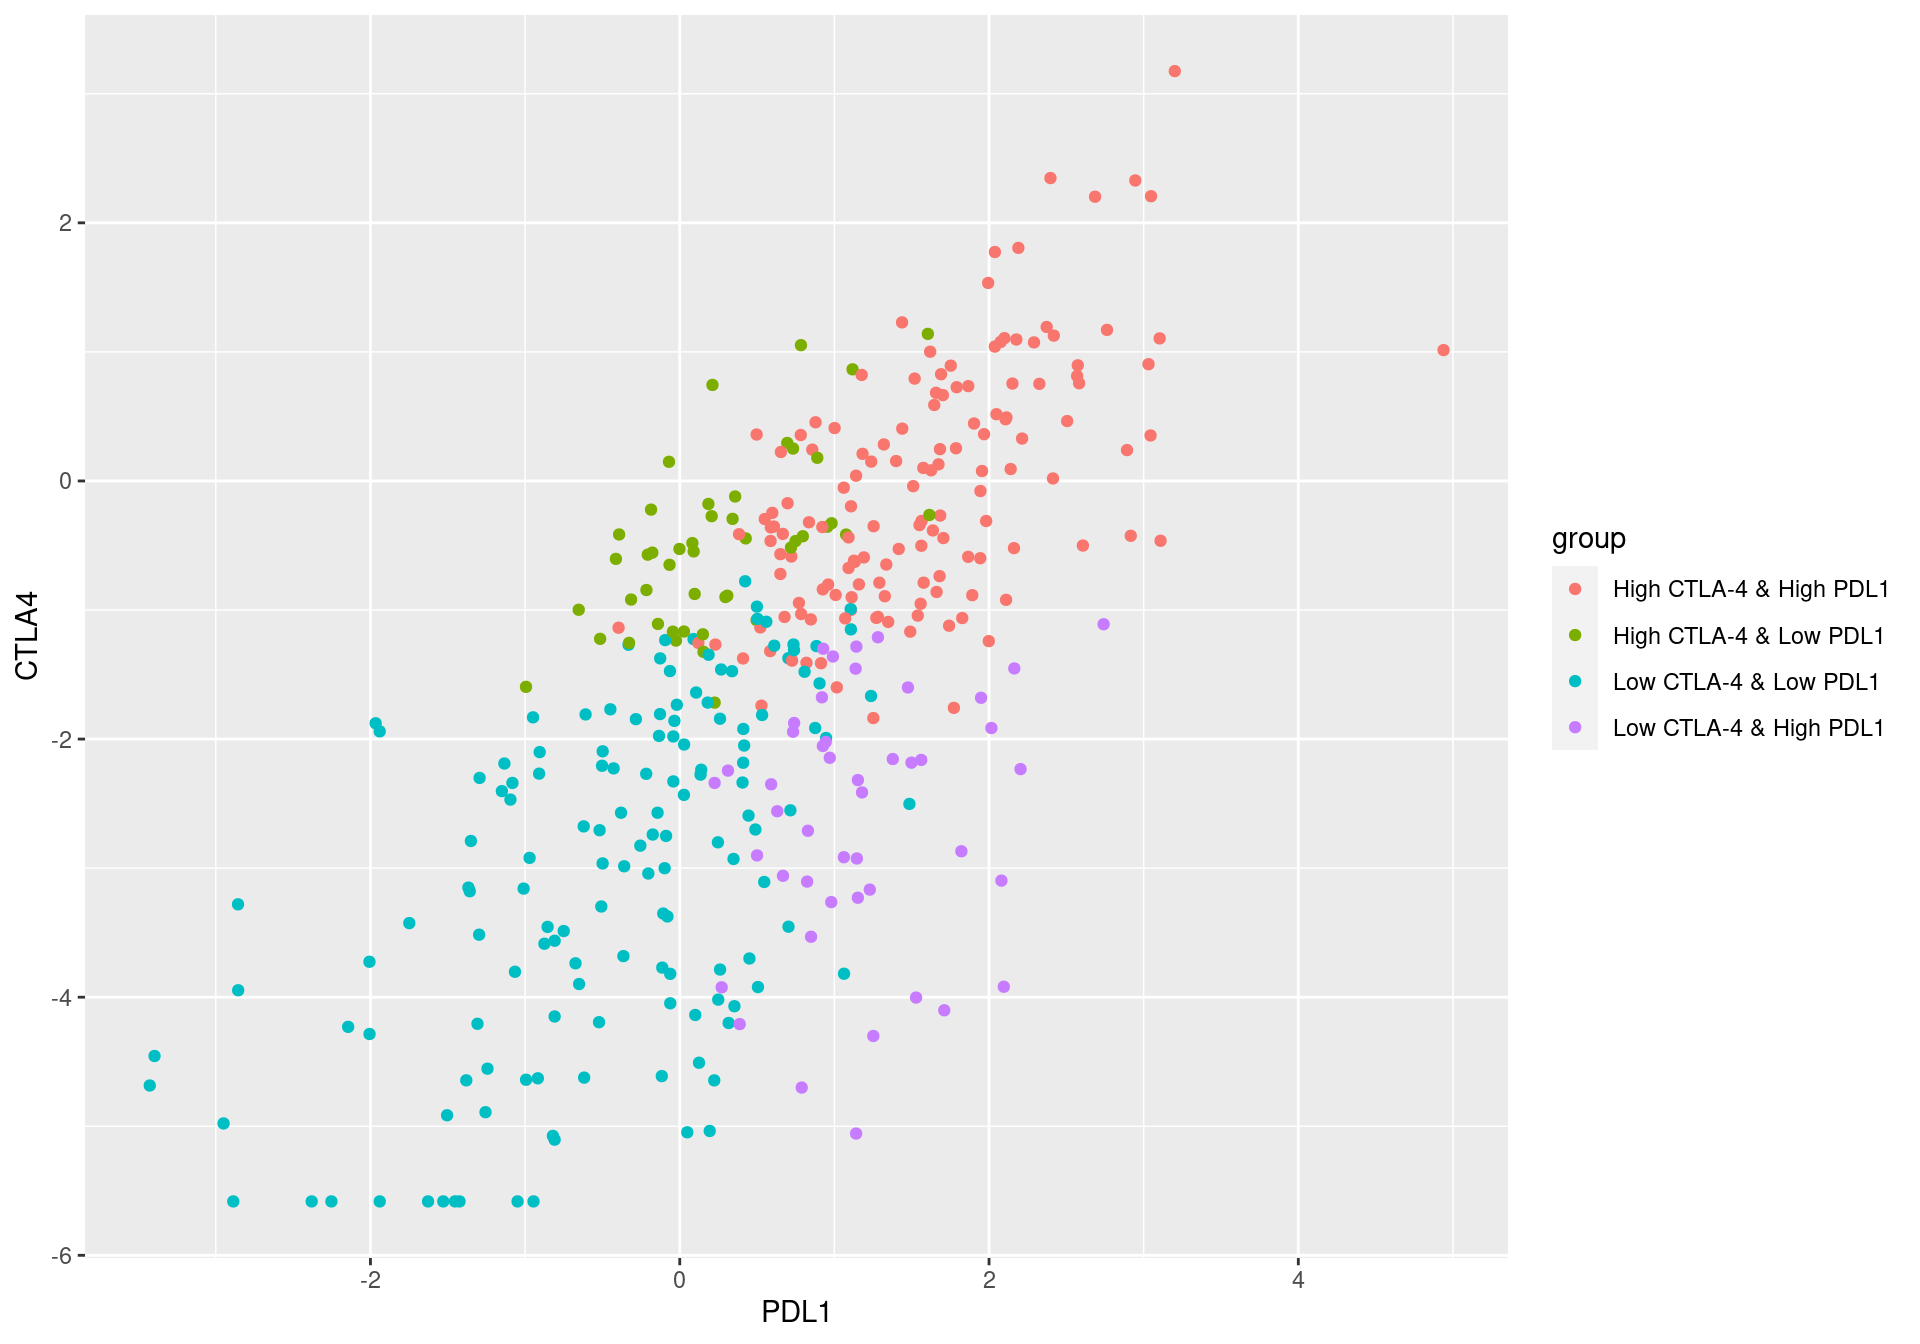 CTLA4
2
0
-2
-4
-6
-2
0
2
4
PDL1
group
High CTLA-4 & High PDL1
High CTLA-4 & Low PDL1
Low CTLA-4 & Low PDL1
Low CTLA-4 & High PDL1